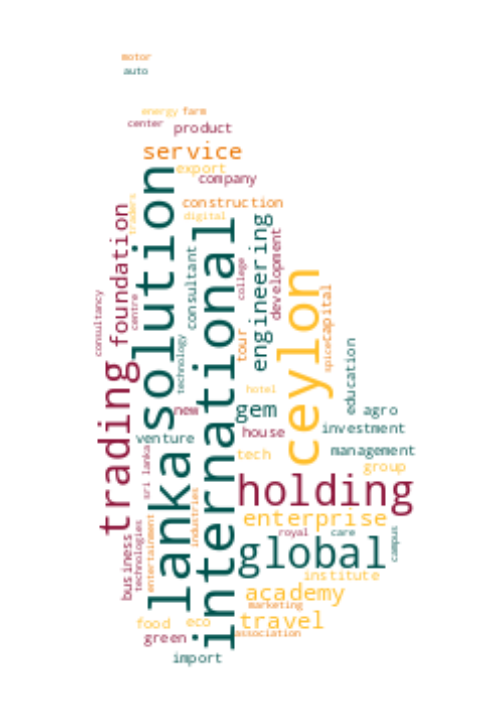 motor
auto
energy
farm
center
product
service
export
company
construction
digital
traders
foundation
solution
international
consultant
college
engineering
development
ceylon
capital
spice
tour
consultancy
centre
technology
trading
lanka
new
venture
sri lanka
hotel
gem
house
tech
education
agro
investment
management
group
holding
enterprise
royal
care
campus
global
institute
academy
marketing
travel
association
industries
entertainment
technologies
business
food
eco
green
import